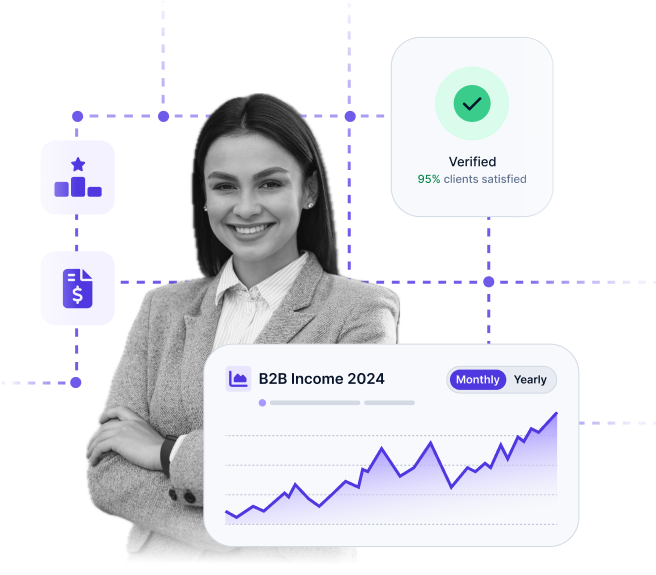 Verified
95% clients satisfied
$
B2B Income 2024
Monthly
Yearly